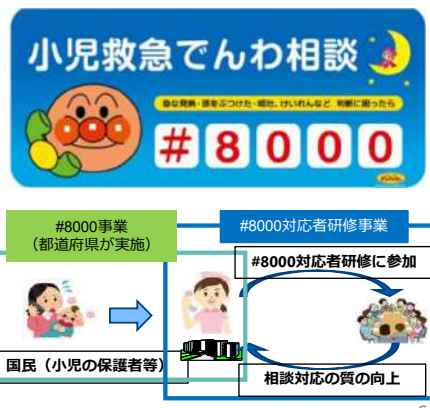 小児救急でんわ相談
急な発熱・頭をぶつけた・嘔吐、けいれんなど 判断に困ったら
#8000
#8000事業
（都道府県が実施）
#8000対応者研修事業
#8000対応者研修に参加
国民（小児の保護者等）
相談対応の質の向上